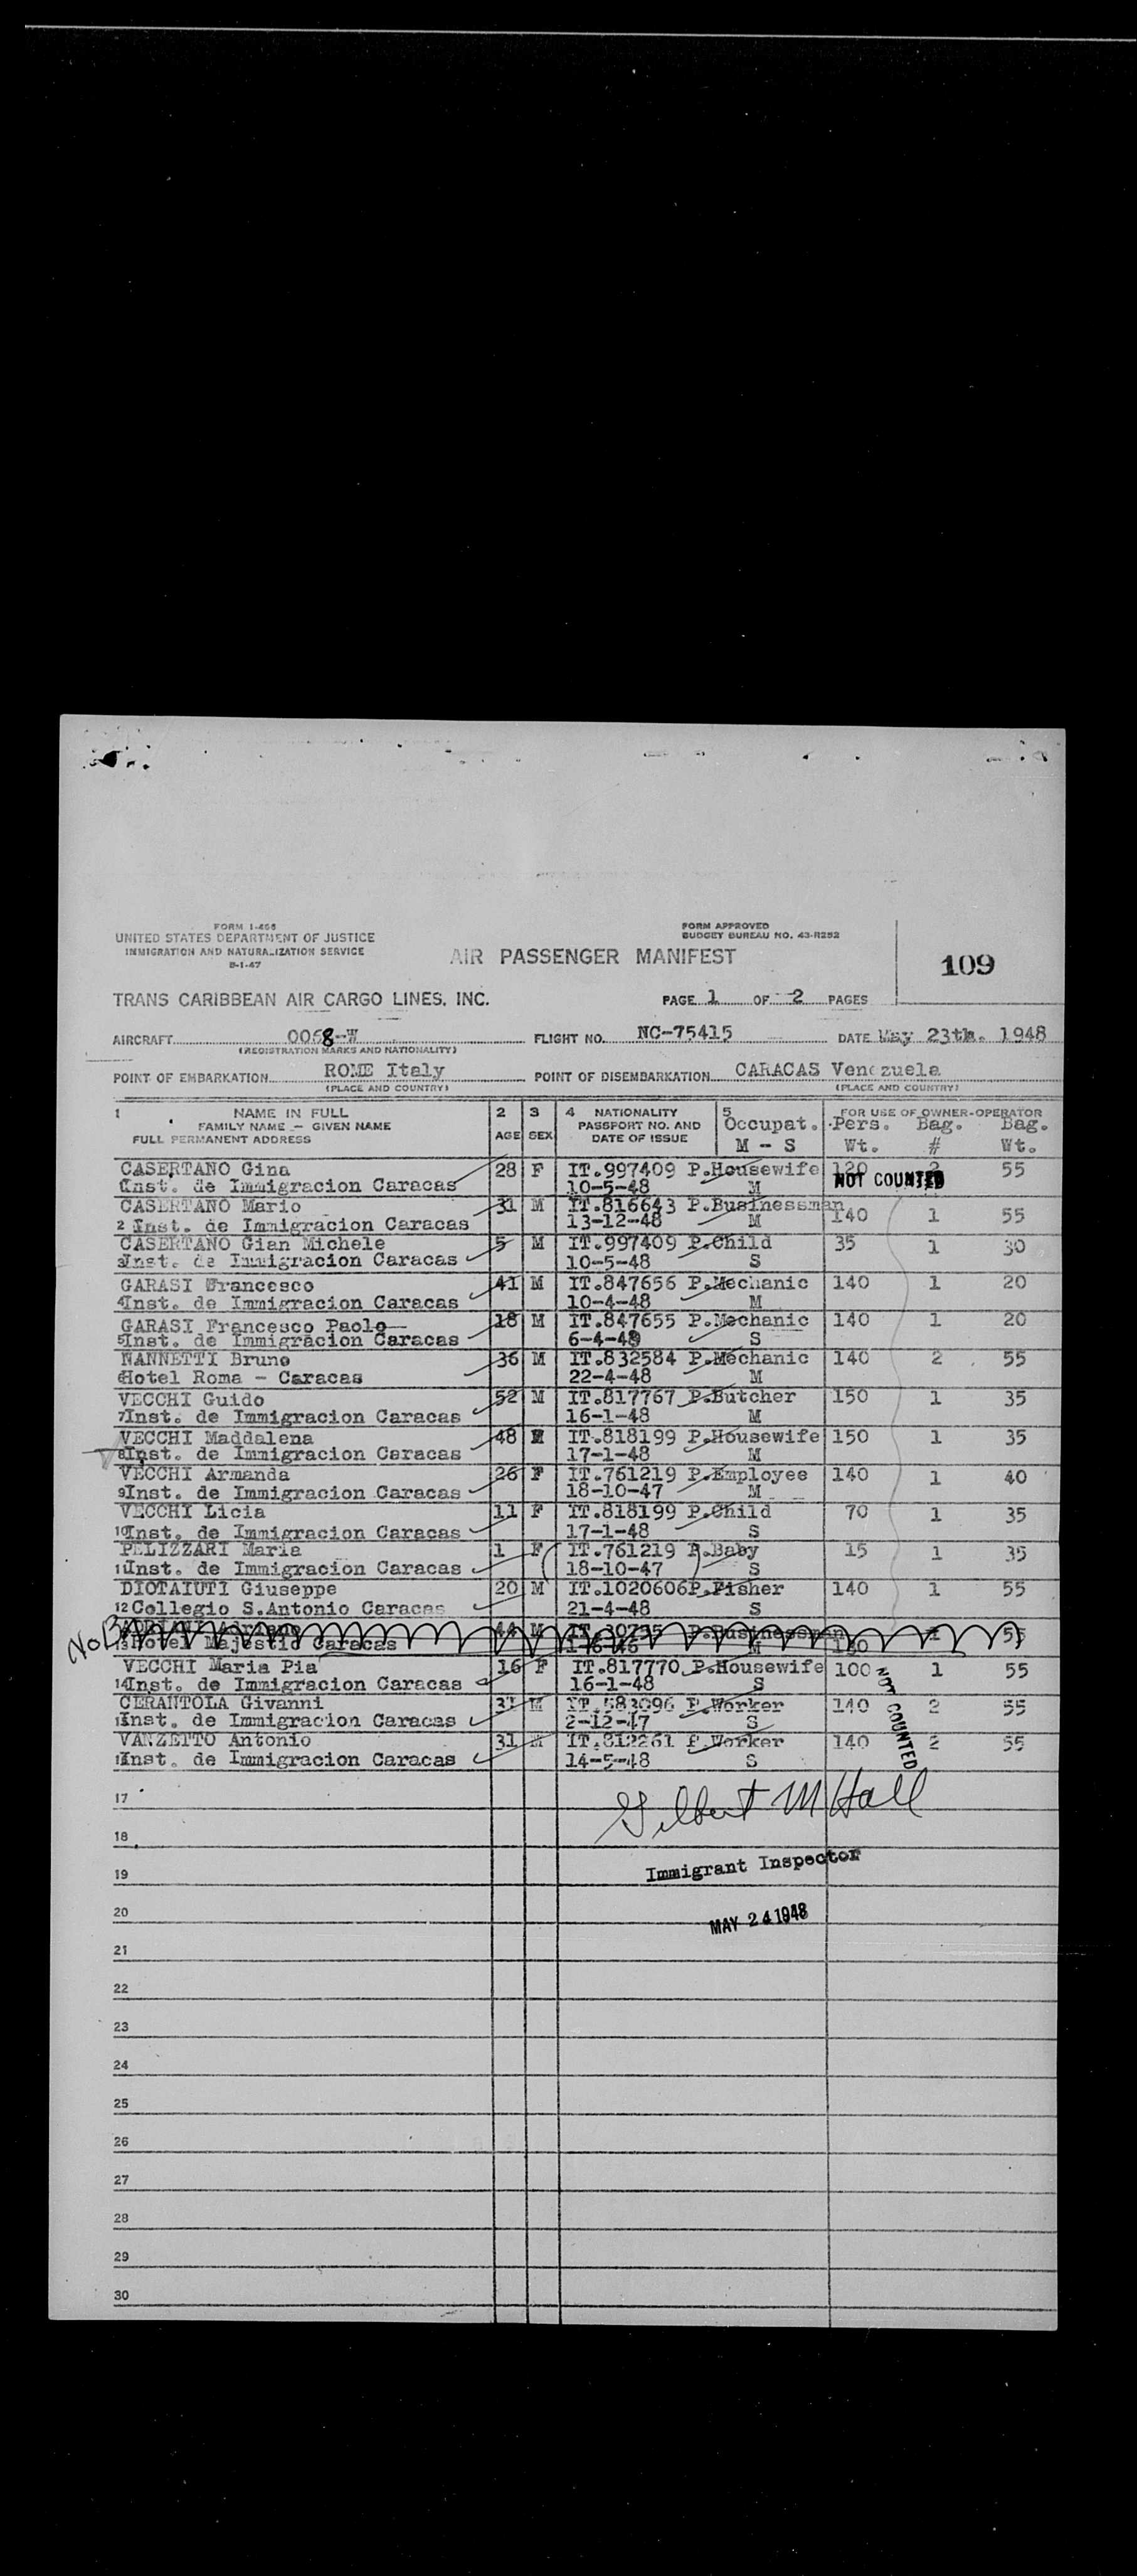 FORM I-466
UNITED STATES DEPARTMENT OF JUSTICE
IMMIGRATION AND NATURALIZATION SERVICE
8-1-47
FORM APPROVED
BUDGET BUREAU NO. 43-R252
AIR PASSENGER MANIFEST
109
TRANS CARIBBEAN AIR CARGO LINES, INC.
PAGE 1 OF 2 PAGES
AIRCRAFT 0068-W FLIGHT NO. NC-75415 DATE May 23th. 1948
(REGISTRATION MARKS AND NATIONALITY)
POINT OF EMBARKATION ROME Italy POINT OF DISEMBARKATION CARACAS Venezuela
(PLACE AND COUNTRY) (PLACE AND COUNTRY)
1 NAME IN FULL 2 3 4 NATIONALITY 5 FOR USE OF OWNER-OPERATOR
FAMILY NAME — GIVEN NAME PASSPORT NO. AND Occupat. Pers. Bag. Bag.
FULL PERMANENT ADDRESS AGE SEX DATE OF ISSUE M - S Wt. # Wt.
CASERTANO Gina 28 F IT.997409 P.Housewife 120 2 55
Inst. de Immigracion Caracas 10-5-48 M NOT COUNTED
CASERTANO Mario 31 M IT.816643 P.Businessman 140 1 55
2 Inst. de Immigracion Caracas 13-12-48 M
CASERTANO Gian Michele 5 M IT.997409 P.Child 35 1 30
3 Inst. de Immigracion Caracas 10-5-48 S
GARASI Francesco 41 M IT.847656 P.Mechanic 140 1 20
4 Inst. de Immigracion Caracas 10-4-48 M
GARASI Francesco Paolo 18 M IT.847655 P.Mechanic 140 1 20
5 Inst. de Immigracion Caracas 6-4-48 S
NANNETTI Bruno 36 M IT.832584 P.Mechanic 140 2 55
Hotel Roma - Caracas 22-4-48 M
VECCHI Guido 52 M IT.817767 P.Butcher 150 1 35
7 Inst. de Immigracion Caracas 16-1-48 M
VECCHI Maddalena 48 IT.818199 P.Housewife 150 1 35
8 Inst. de Immigracion Caracas 17-1-48 M
VECCHI Armanda 26 F IT.761219 P.Employee 140 1 40
9 Inst. de Immigracion Caracas 18-10-47 M
VECCHI Licia 11 F IT.818199 P.Child 70 1 35
10 Inst. de Immigracion Caracas 17-1-48 S
PELIZZARI Maria 1 F IT.761219 P.Baby 15 1 35
11 Inst. de Immigracion Caracas 18-10-47 S
DIOTAIUTI Giuseppe 20 M IT.1020606 P.Fisher 140 1 55
12 Collegio S.Antonio Caracas 21-4-48 S
No B 44 M P.Businessman 55
13 Hotel Majestic Caracas M
VECCHI Maria Pia 16 F IT.817770 P.Housewife 100 1 55
14 Inst. de Immigracion Caracas 16-1-48 S
CERANTOLA Givanni 37 M IT.583096 P.Worker 140 2 55
Inst. de Immigracion Caracas 2-12-47 S
VANZETTO Antonio 31 M IT.812261 P.Worker 140 2 55
Inst. de Immigracion Caracas 14-5-48 S
NOT COUNTED
17
Gilbert M Hall
18
19
Immigrant Inspector
20
MAY 24 1948
21
22
23
24
25
26
27
28
29
30